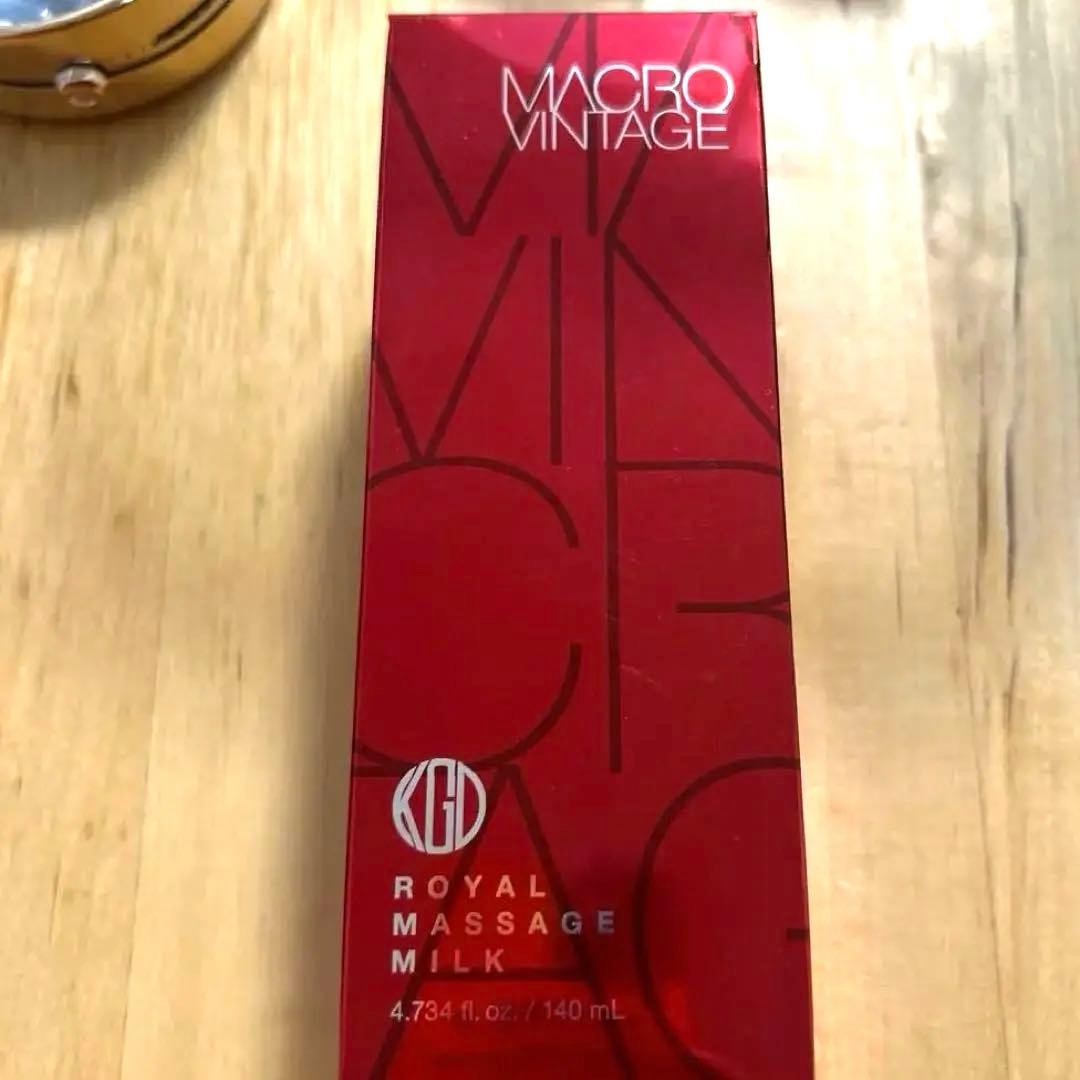 MACRO
VINTAGE
KGD
ROYAL
MASSAGE
MILK
4.734 fl. oz. / 140 mL